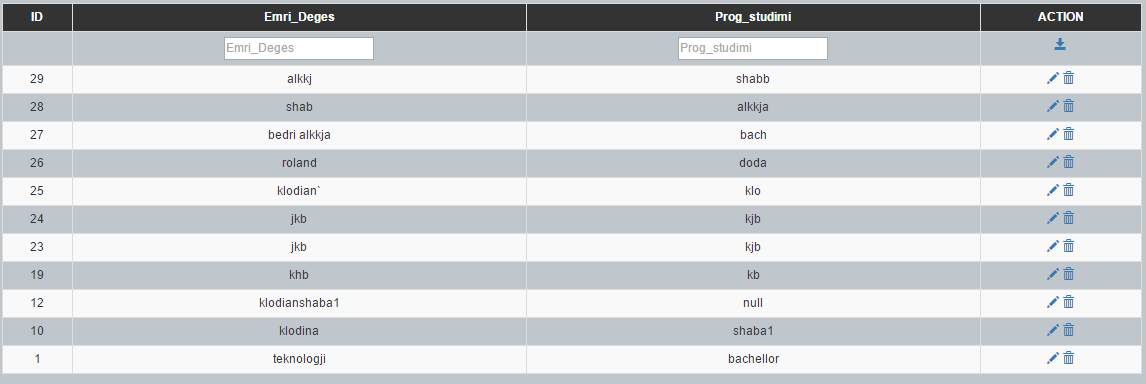 ID Emri_Deges Prog_studimi ACTION
Emri_Deges Prog_studimi
29 alkkj shabb
28 shab alkkja
27 bedri alkkja bach
26 roland doda
25 klodian` klo
24 jkb kjb
23 jkb kjb
19 khb kb
12 klodianshaba1 null
10 klodina shaba1
1 teknologji bachellor